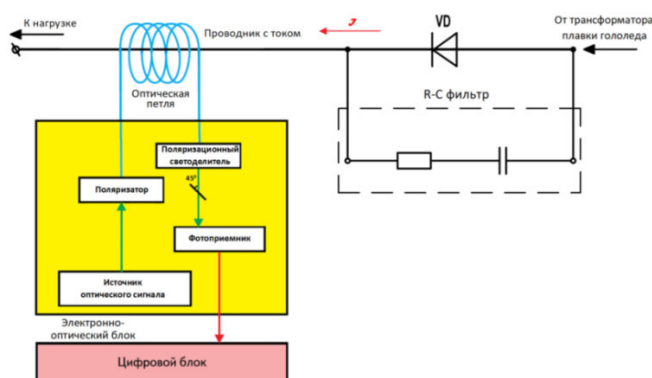 К нагрузке
Проводник с током
J
VD
От трансформатора
плавки гололеда
Оптическая
петля
R-C фильтр
Поляризационный
светоделитель
45⁰
Поляризатор
Фотоприемник
Источник
оптического сигнала
Электронно-
оптический блок
Цифровой блок